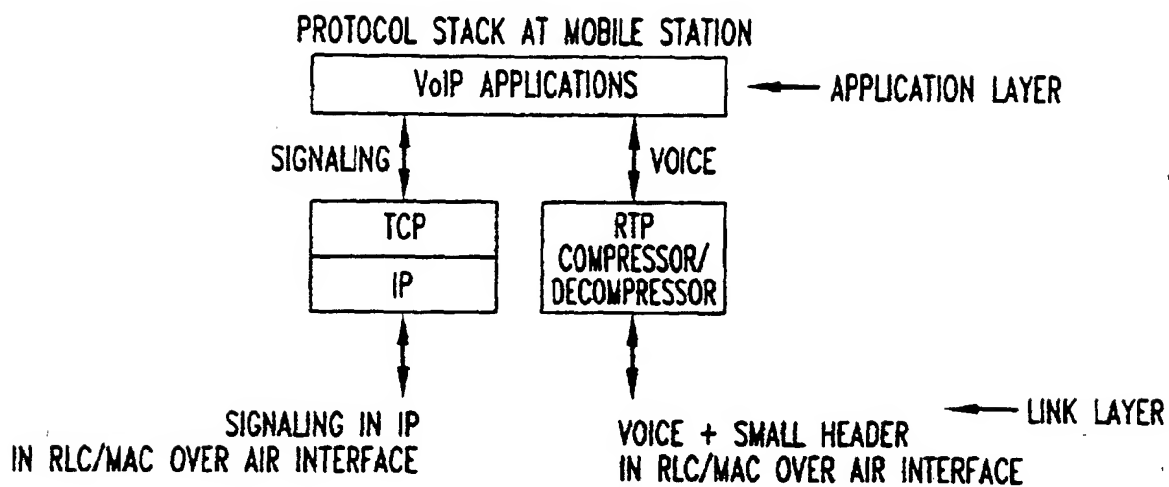 PROTOCOL STACK AT MOBILE STATION
VoIP APPLICATIONS
APPLICATION LAYER
SIGNALING
VOICE
TCP
IP
RTP
COMPRESSOR/
DECOMPRESSOR
SIGNALING IN IP
IN RLC/MAC OVER AIR INTERFACE
VOICE + SMALL HEADER
IN RLC/MAC OVER AIR INTERFACE
LINK LAYER